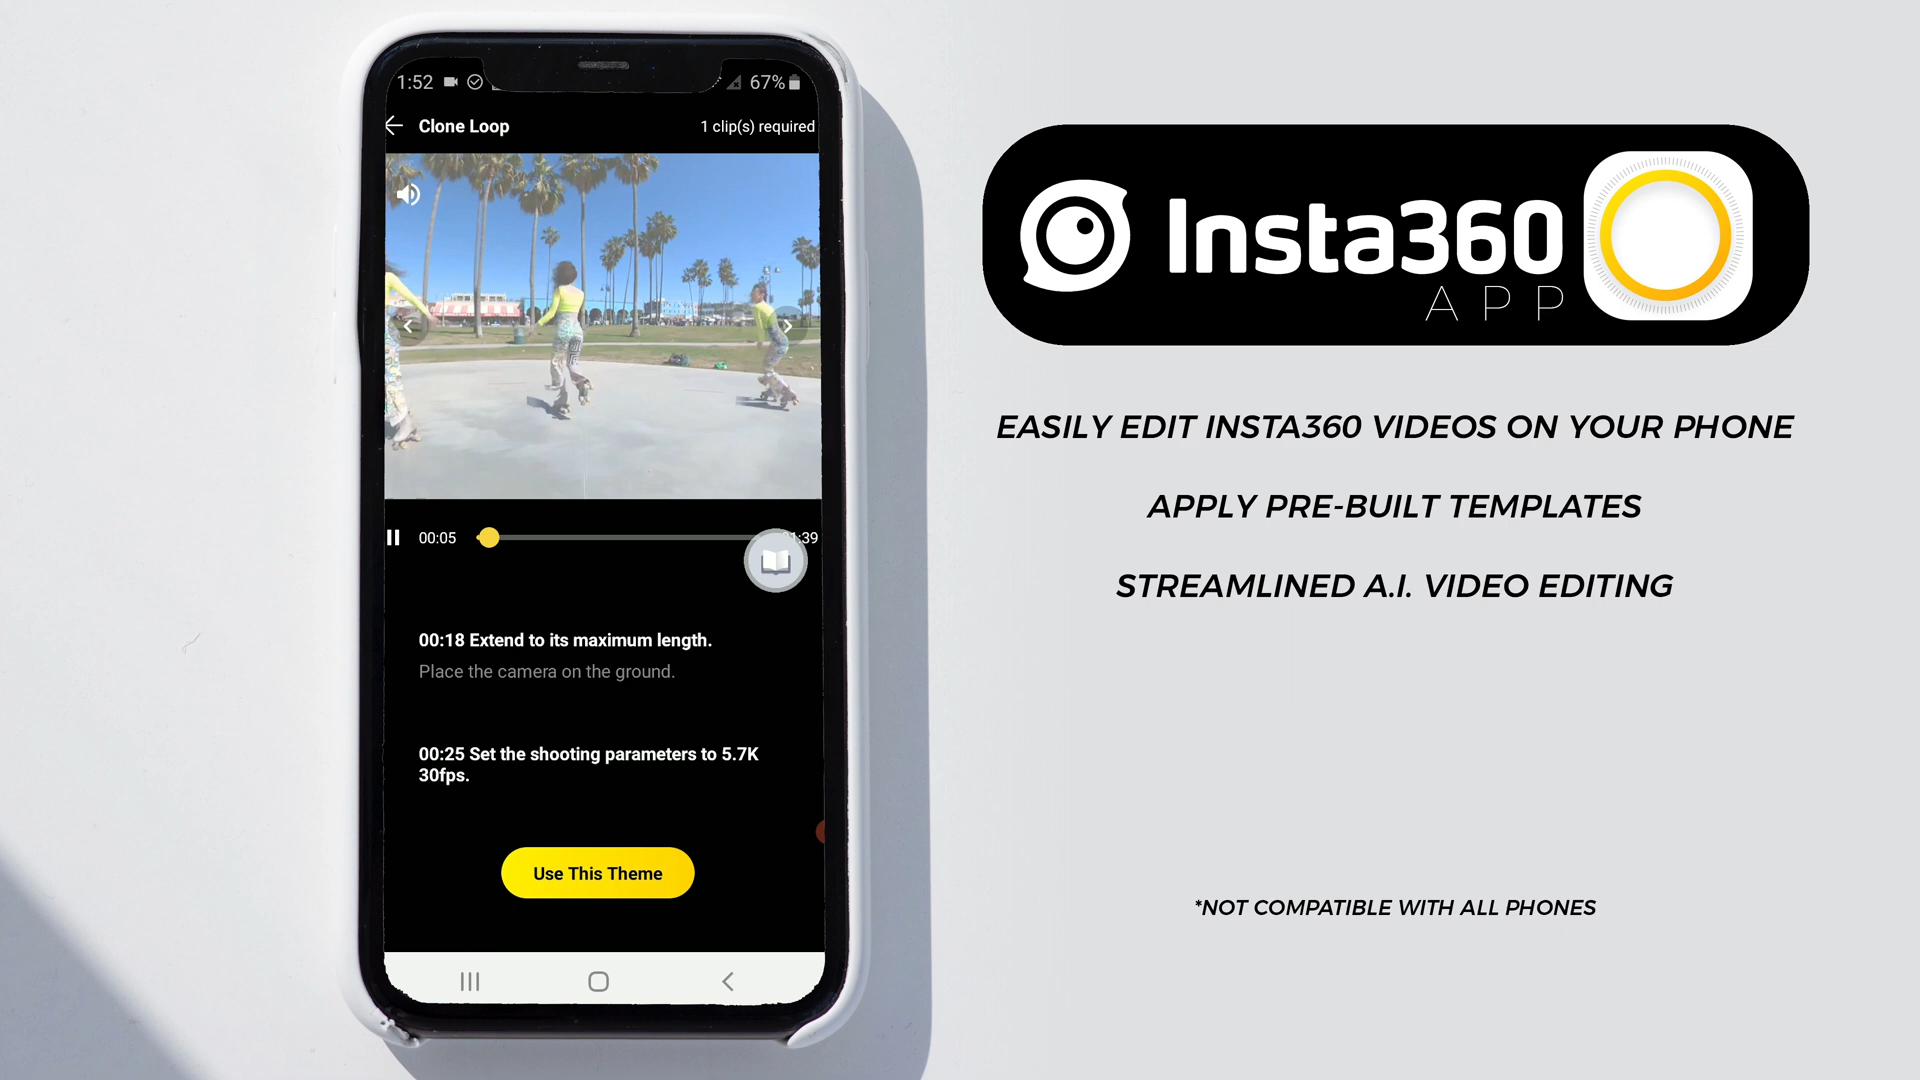 1:52
67%
Clone Loop
1 clip(s) required
00:05
:39
00:18 Extend to its maximum length.
Place the camera on the ground.
00:25 Set the shooting parameters to 5.7K
30fps.
Use This Theme
Insta360
APP
EASILY EDIT INSTA360 VIDEOS ON YOUR PHONE
APPLY PRE-BUILT TEMPLATES
STREAMLINED A.I. VIDEO EDITING
*NOT COMPATIBLE WITH ALL PHONES